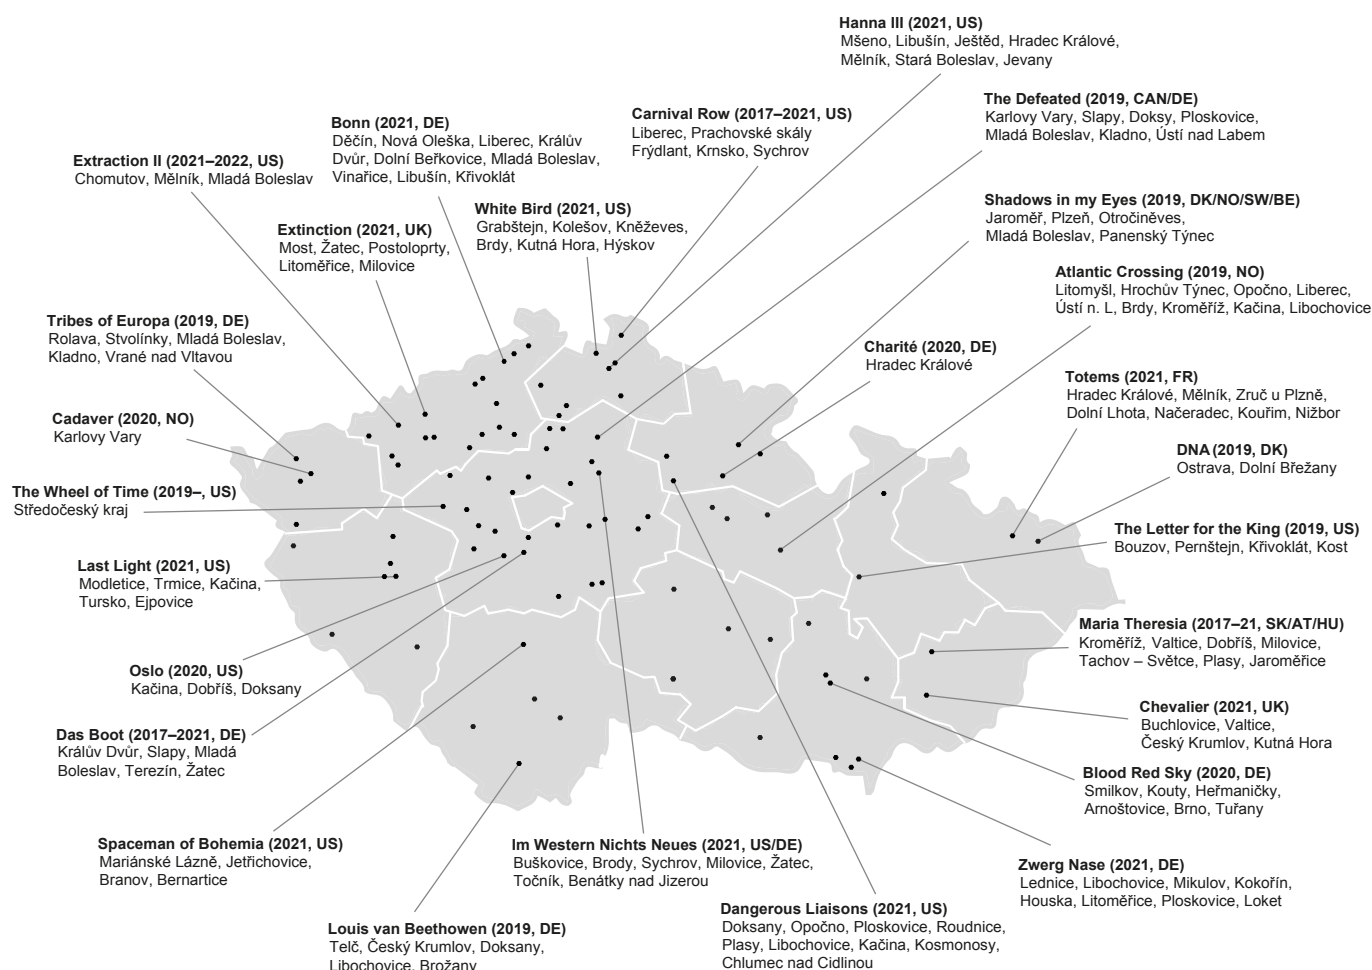 Hanna III (2021, US)
Mšeno, Libušín, Ještěd, Hradec Králové,
Mělník, Stará Boleslav, Jevany
The Defeated (2019, CAN/DE)
Karlovy Vary, Slapy, Doksy, Ploskovice,
Mladá Boleslav, Kladno, Ústí nad Labem
Carnival Row (2017–2021, US)
Liberec, Prachovské skály
Frýdlant, Krnsko, Sychrov
Bonn (2021, DE)
Děčín, Nová Oleška, Liberec, Králův
Dvůr, Dolní Beřkovice, Mladá Boleslav,
Vinařice, Libušín, Křivoklát
Extraction II (2021–2022, US)
Chomutov, Mělník, Mladá Boleslav
White Bird (2021, US)
Grabštejn, Kolešov, Kněževes,
Brdy, Kutná Hora, Hýskov
Shadows in my Eyes (2019, DK/NO/SW/BE)
Jaroměř, Plzeň, Otročiněves,
Mladá Boleslav, Panenský Týnec
Extinction (2021, UK)
Most, Žatec, Postoloprty,
Litoměřice, Milovice
Atlantic Crossing (2019, NO)
Litomyšl, Hrochův Týnec, Opočno, Liberec,
Ústí n. L, Brdy, Kroměříž, Kačina, Libochovice
Tribes of Europa (2019, DE)
Rolava, Stvolínky, Mladá Boleslav,
Kladno, Vrané nad Vltavou
Charité (2020, DE)
Hradec Králové
Totems (2021, FR)
Hradec Králové, Mělník, Zruč u Plzně,
Dolní Lhota, Načeradec, Kouřim, Nižbor
Cadaver (2020, NO)
Karlovy Vary
DNA (2019, DK)
Ostrava, Dolní Břežany
The Wheel of Time (2019–, US)
Středočeský kraj
The Letter for the King (2019, US)
Bouzov, Pernštejn, Křivoklát, Kost
Last Light (2021, US)
Modletice, Trmice, Kačina,
Tursko, Ejpovice
Maria Theresia (2017–21, SK/AT/HU)
Kroměříž, Valtice, Dobříš, Milovice,
Tachov – Světce, Plasy, Jaroměřice
Oslo (2020, US)
Kačina, Dobříš, Doksany
Chevalier (2021, UK)
Buchlovice, Valtice,
Český Krumlov, Kutná Hora
Das Boot (2017–2021, DE)
Králův Dvůr, Slapy, Mladá
Boleslav, Terezín, Žatec
Blood Red Sky (2020, DE)
Smilkov, Kouty, Heřmaničky,
Arnoštovice, Brno, Tuřany
Spaceman of Bohemia (2021, US)
Mariánské Lázně, Jetřichovice,
Branov, Bernartice
Im Western Nichts Neues (2021, US/DE)
Buškovice, Brody, Sychrov, Milovice, Žatec,
Točník, Benátky nad Jizerou
Zwerg Nase (2021, DE)
Lednice, Libochovice, Mikulov, Kokořín,
Houska, Litoměřice, Ploskovice, Loket
Dangerous Liaisons (2021, US)
Doksany, Opočno, Ploskovice, Roudnice,
Plasy, Libochovice, Kačina, Kosmonosy,
Chlumec nad Cidlinou
Louis van Beethowen (2019, DE)
Telč, Český Krumlov, Doksany,
Libochovice, Brožany